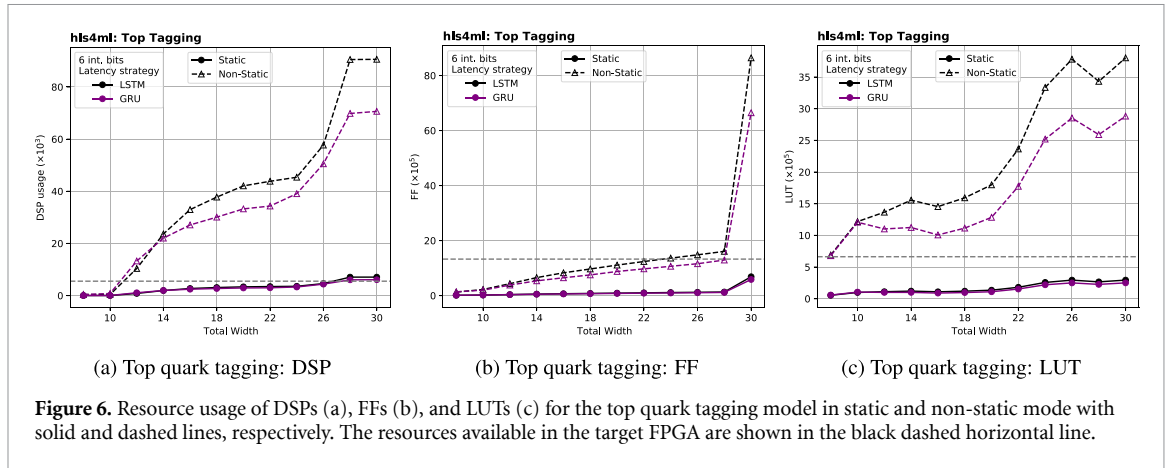 hls4ml: Top Tagging
6 int. bits
Latency strategy
LSTM
GRU
Static
Non-Static
DSP usage (×10³)
80
60
40
20
0
10
14
18
22
26
30
Total Width
(a) Top quark tagging: DSP
hls4ml: Top Tagging
6 int. bits
Latency strategy
LSTM
GRU
Static
Non-Static
FF (×10⁵)
80
60
40
20
0
10
14
18
22
26
30
Total Width
(b) Top quark tagging: FF
hls4ml: Top Tagging
6 int. bits
Latency strategy
LSTM
GRU
Static
Non-Static
LUT (×10⁵)
35
30
25
20
15
10
5
0
10
14
18
22
26
30
Total Width
(c) Top quark tagging: LUT
Figure 6. Resource usage of DSPs (a), FFs (b), and LUTs (c) for the top quark tagging model in static and non-static mode with
solid and dashed lines, respectively. The resources available in the target FPGA are shown in the black dashed horizontal line.